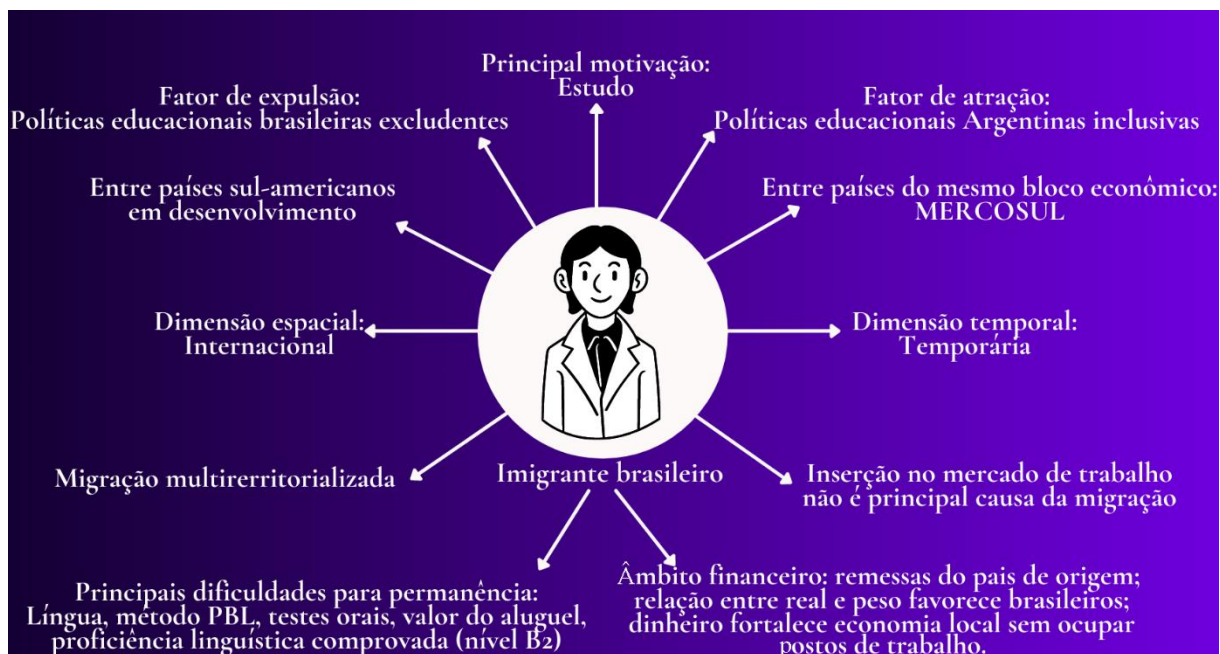 Principal motivação:
Estudo
Fator de expulsão:
Políticas educacionais brasileiras excludentes
Fator de atração:
Políticas educacionais Argentinas inclusivas
Entre países sul-americanos
em desenvolvimento
Entre países do mesmo bloco econômico:
MERCOSUL
Dimensão espacial:
Internacional
Dimensão temporal:
Temporária
Migração multirerritorializada
Imigrante brasileiro
Inserção no mercado de trabalho
não é principal causa da migração
Principais dificuldades para permanência:
Língua, método PBL, testes orais, valor do aluguel,
proficiência linguística comprovada (nível B2)
Âmbito financeiro: remessas do pais de origem;
relação entre real e peso favorece brasileiros;
dinheiro fortalece economia local sem ocupar
postos de trabalho.